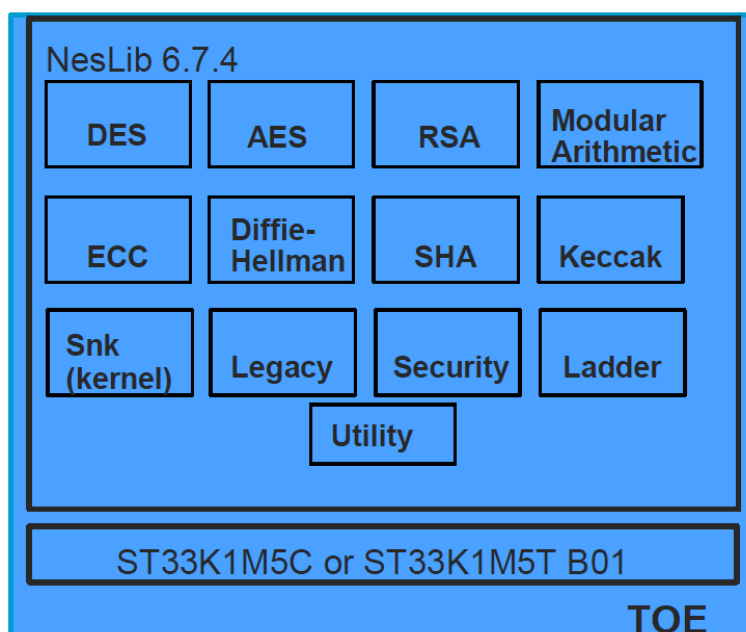 NesLib 6.7.4
DES
AES
RSA
Modular
Arithmetic
ECC
Diffie-
Hellman
SHA
Keccak
Snk
(kernel)
Legacy
Security
Ladder
Utility
ST33K1M5C or ST33K1M5T B01
TOE